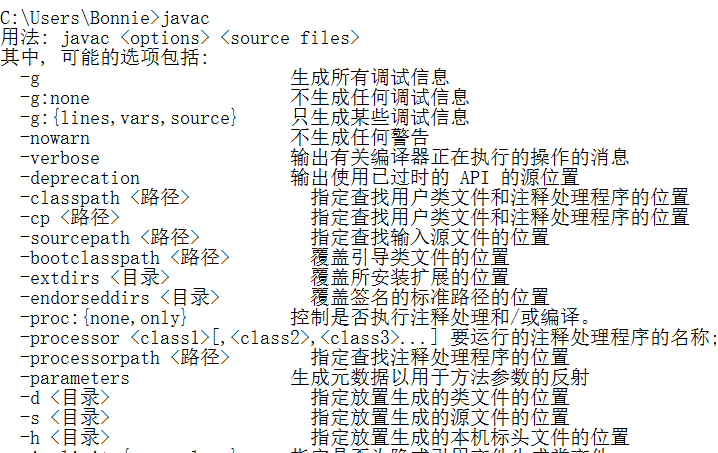 C:\Users\Bonnie>javac
用法: javac <options> <source files>
其中, 可能的选项包括:
-g 生成所有调试信息
-g:none 不生成任何调试信息
-g:{lines,vars,source} 只生成某些调试信息
-nowarn 不生成任何警告
-verbose 输出有关编译器正在执行的操作的消息
-deprecation 输出使用已过时的 API 的源位置
-classpath <路径> 指定查找用户类文件和注释处理程序的位置
-cp <路径> 指定查找用户类文件和注释处理程序的位置
-sourcepath <路径> 指定查找输入源文件的位置
-bootclasspath <路径> 覆盖引导类文件的位置
-extdirs <目录> 覆盖所安装扩展的位置
-endorseddirs <目录> 覆盖签名的标准路径的位置
-proc:{none,only} 控制是否执行注释处理和/或编译。
-processor <class1>[,<class2>,<class3>...] 要运行的注释处理程序的名称;
-processorpath <路径> 指定查找注释处理程序的位置
-parameters 生成元数据以用于方法参数的反射
-d <目录> 指定放置生成的类文件的位置
-s <目录> 指定放置生成的源文件的位置
-h <目录> 指定放置生成的本机标头文件的位置